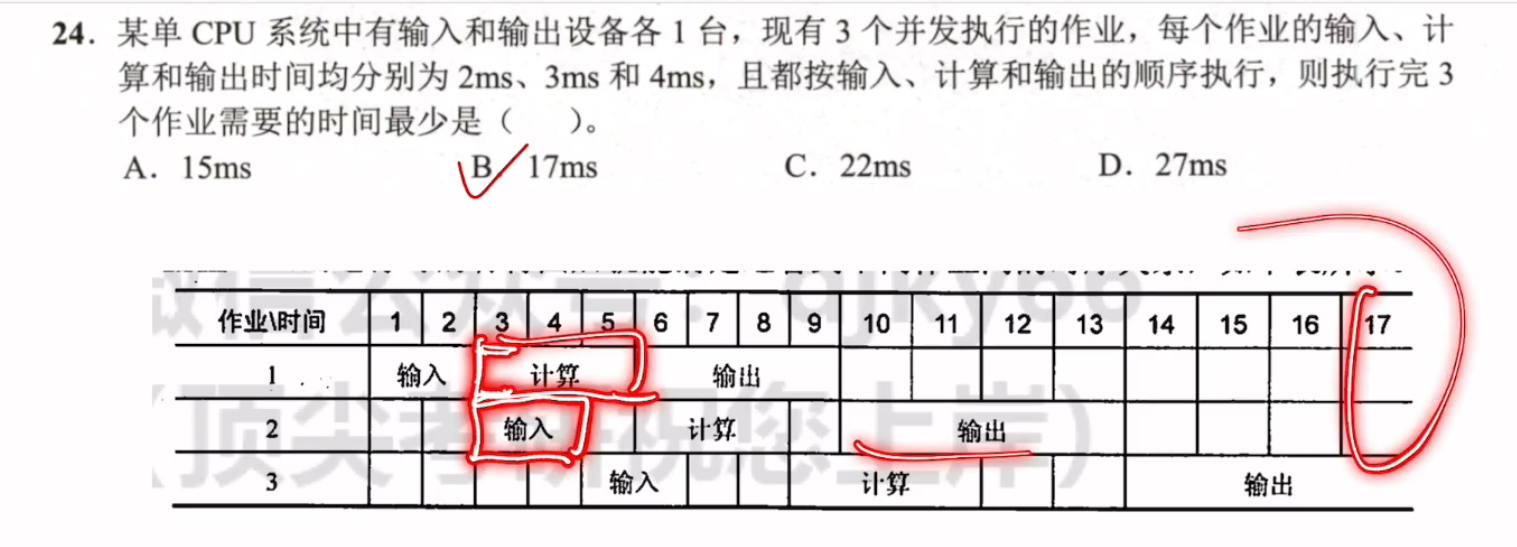 24. 某单 CPU 系统中有输入和输出设备各 1 台，现有 3 个并发执行的作业，每个作业的输入、计
算和输出时间均分别为 2ms、3ms 和 4ms，且都按输入、计算和输出的顺序执行，则执行完 3
个作业需要的时间最少是（ ）。
A. 15ms B. 17ms C. 22ms D. 27ms
作业\时间 1 2 3 4 5 6 7 8 9 10 11 12 13 14 15 16 17
1 输入 计算 输出
2 输入 计算 输出
3 输入 计算 输出
（顶尖考研祝您上岸）